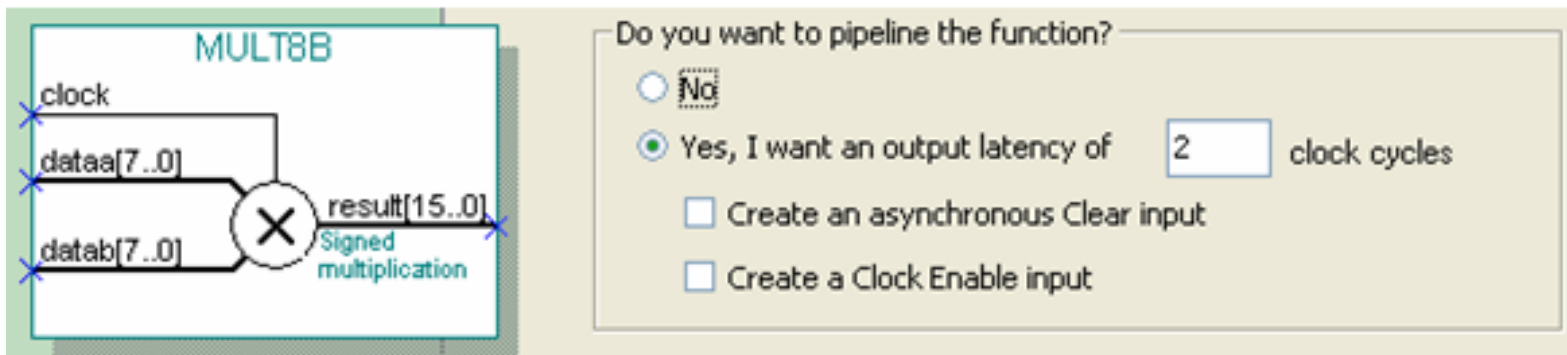 MULT8B
clock
dataa[7..0]
result[15..0]
datab[7..0]
Signed
multiplication
Do you want to pipeline the function?
No
Yes, I want an output latency of 2 clock cycles
Create an asynchronous Clear input
Create a Clock Enable input